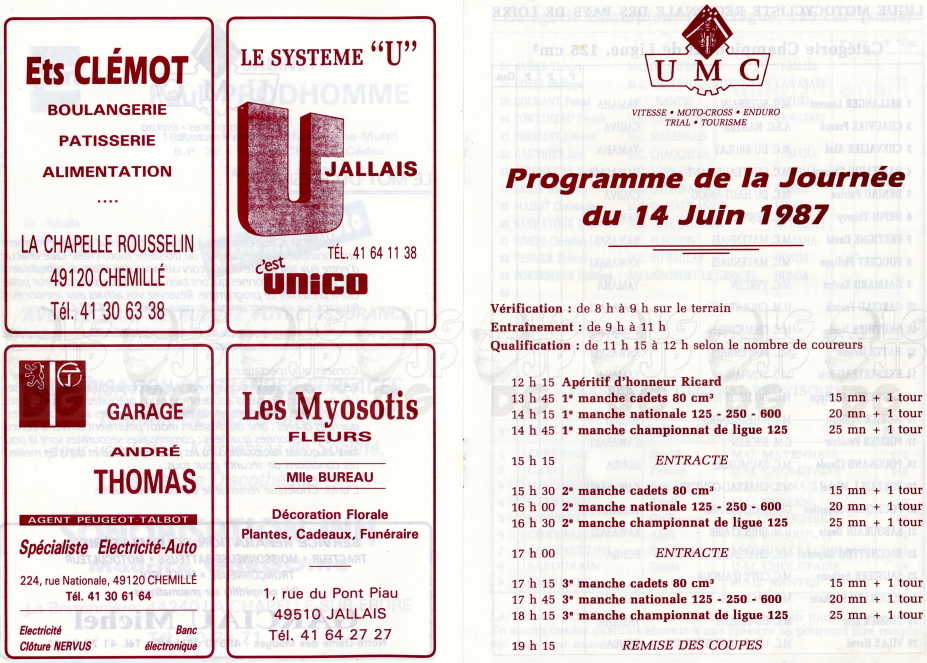 Ets CLÉMOT
BOULANGERIE
PATISSERIE
ALIMENTATION
....
LA CHAPELLE ROUSSELIN
49120 CHEMILLÉ
Tél. 41 30 63 38
LE SYSTEME “U”
U
JALLAIS
TÉL. 41 64 11 38
c'est
UNiCO
GARAGE
ANDRÉ
THOMAS
AGENT PEUGEOT-TALBOT
Spécialiste Electricité-Auto
224, rue Nationale, 49120 CHEMILLÉ
Tél. 41 30 61 64
Electricité Banc
Clôture NERVUS électronique
Les Myosotis
FLEURS
Mlle BUREAU
Décoration Florale
Plantes, Cadeaux, Funéraire
1, rue du Pont Piau
49510 JALLAIS
Tél. 41 64 27 27
U M C
VITESSE • MOTO-CROSS • ENDURO
TRIAL • TOURISME
Programme de la Journée
du 14 Juin 1987
Vérification : de 8 h à 9 h sur le terrain
Entraînement : de 9 h à 11 h
Qualification : de 11 h 15 à 12 h selon le nombre de coureurs
12 h 15 Apéritif d'honneur Ricard
13 h 45 1e manche cadets 80 cm³ 15 mn + 1 tour
14 h 15 1e manche nationale 125 - 250 - 600 20 mn + 1 tour
14 h 45 1e manche championnat de ligue 125 25 mn + 1 tour
15 h 15 ENTRACTE
15 h 30 2e manche cadets 80 cm³ 15 mn + 1 tour
16 h 00 2e manche nationale 125 - 250 - 600 20 mn + 1 tour
16 h 30 2e manche championnat de ligue 125 25 mn + 1 tour
17 h 00 ENTRACTE
17 h 15 3e manche cadets 80 cm³ 15 mn + 1 tour
17 h 45 3e manche nationale 125 - 250 - 600 20 mn + 1 tour
18 h 15 3e manche championnat de ligue 125 25 mn + 1 tour
19 h 15 REMISE DES COUPES